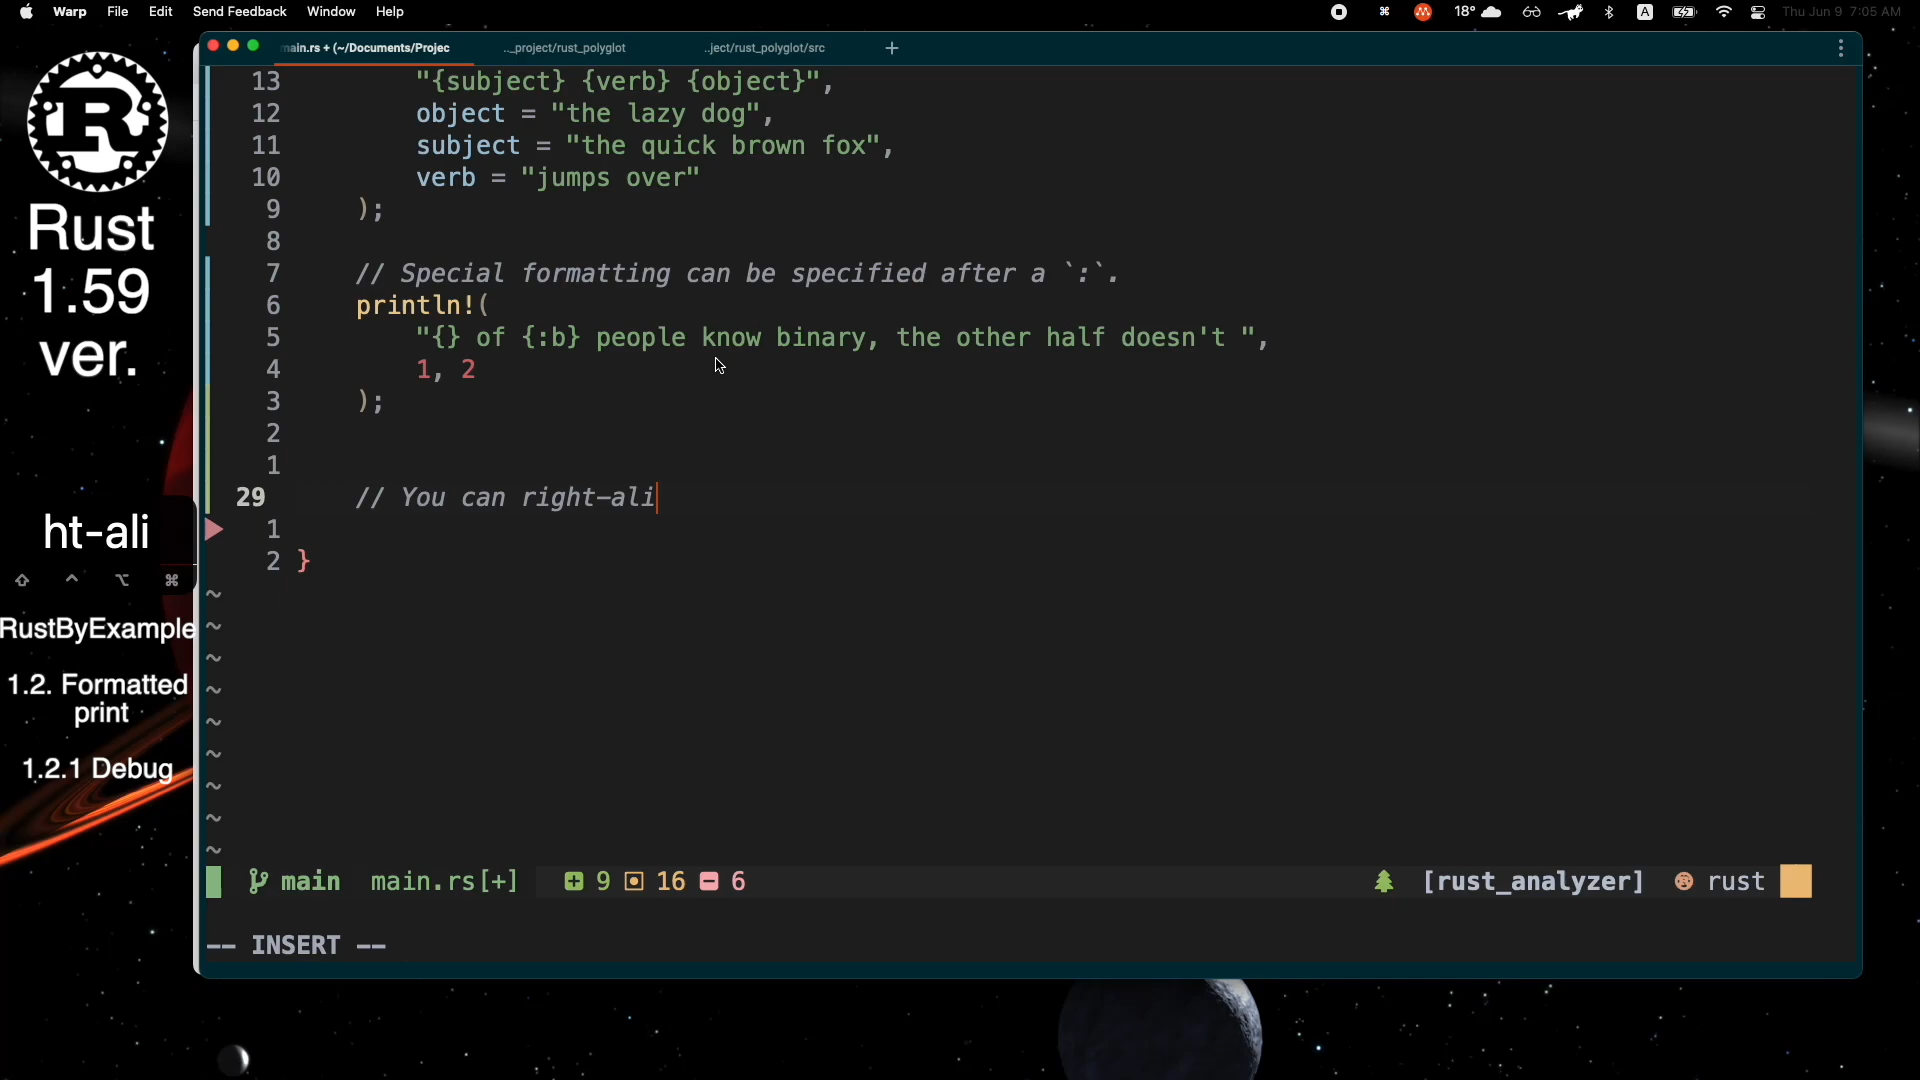 Warp File Edit Send Feedback Window Help
18° A Thu Jun 9 7:05 AM
main.rs + (~/Documents/Projec
.._project/rust_polyglot
..ject/rust_polyglot/src
+
R
Rust
1.59
ver.
ht-ali
⇧ ^ ⌥ ⌘
RustByExample
1.2. Formatted
print
1.2.1 Debug
13 "{subject} {verb} {object}",
12 object = "the lazy dog",
11 subject = "the quick brown fox",
10 verb = "jumps over"
9 );
8
7 // Special formatting can be specified after a `:`.
6 println!(
5 "{} of {:b} people know binary, the other half doesn't ",
4 1, 2
3 );
2
1
29 // You can right-ali
1
2 }
~
~
~
~
~
~
~
~
~
main main.rs[+] 9 16 6 [rust_analyzer] rust
-- INSERT --